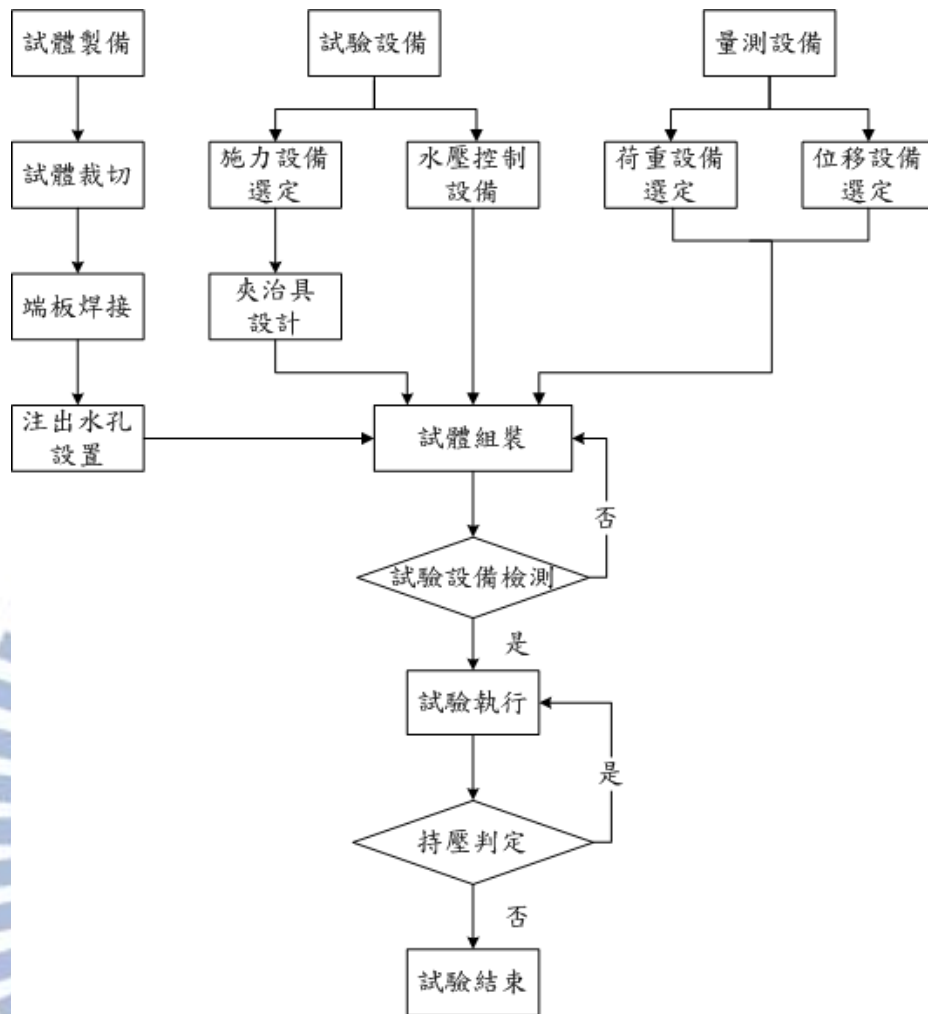 試體製備
試驗設備
量測設備
試體裁切
施力設備
選定
水壓控制
設備
荷重設備
選定
位移設備
選定
端板焊接
夾治具
設計
注出水孔
設置
試體組裝
否
試驗設備檢測
是
試驗執行
是
持壓判定
否
試驗結束